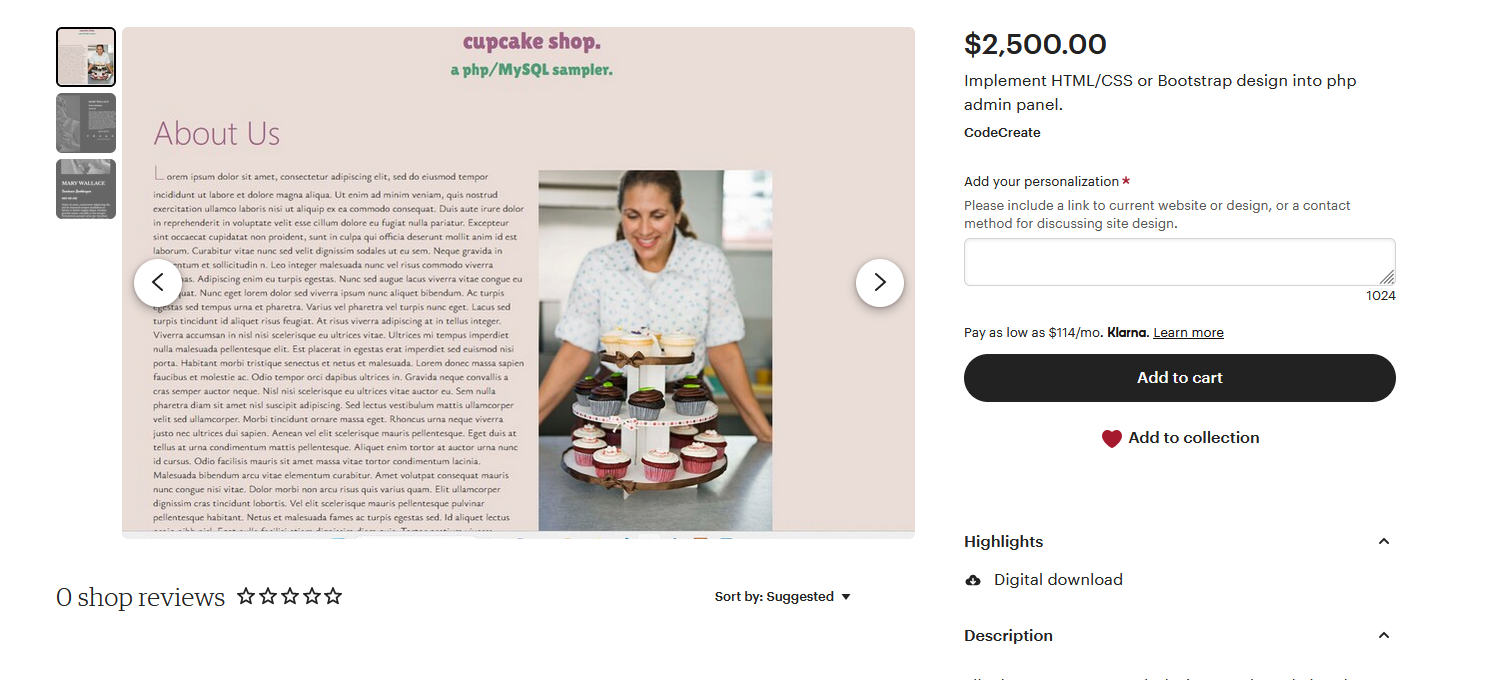 cupcake shop.
a php/MySQL sampler.
About Us
Lorem ipsum dolor sit amet, consectetur adipiscing elit, sed do eiusmod tempor
incididunt ut labore et dolore magna aliqua. Ut enim ad minim veniam, quis nostrud
exercitation ullamco laboris nisi ut aliquip ex ea commodo consequat. Duis aute irure dolor
in reprehenderit in voluptate velit esse cillum dolore eu fugiat nulla pariatur. Excepteur
sint occaecat cupidatat non proident, sunt in culpa qui officia deserunt mollit anim id est
laborum. Curabitur vitae nunc sed velit dignissim sodales ut eu sem. Neque gravida in
entum et sollicitudin n. Leo integer malesuada nunc vel risus commodo viverra
as. Adipiscing enim eu turpis egestas. Nunc sed augue lacus viverra vitae congue eu
quat. Nunc eget lorem dolor sed viverra ipsum nunc aliquet bibendum. Ac turpis
egestas sed tempus urna et pharetra. Varius vel pharetra vel turpis nunc eget. Lacus sed
turpis tincidunt id aliquet risus feugiat. At risus viverra adipiscing at in tellus integer.
Viverra accumsan in nisl nisi scelerisque eu ultrices vitae. Ultrices mi tempus imperdiet
nulla malesuada pellentesque elit. Est placerat in egestas erat imperdiet sed euismod nisi
porta. Habitant morbi tristique senectus et netus et malesuada. Lorem donec massa sapien
faucibus et molestie ac. Odio tempor orci dapibus ultrices in. Gravida neque convallis a
cras semper auctor neque. Nisl nisi scelerisque eu ultrices vitae auctor eu. Sem nulla
pharetra diam sit amet nisl suscipit adipiscing. Sed lectus vestibulum mattis ullamcorper
velit sed ullamcorper. Morbi tincidunt ornare massa eget. Rhoncus urna neque viverra
justo nec ultrices dui sapien. Aenean vel elit scelerisque mauris pellentesque. Eget duis at
tellus at urna condimentum mattis pellentesque. Aliquet enim tortor at auctor urna nunc
id cursus. Odio facilisis mauris sit amet massa vitae tortor condimentum lacinia.
Malesuada bibendum arcu vitae elementum curabitur. Amet volutpat consequat mauris
nunc congue nisi vitae. Dolor morbi non arcu risus quis varius quam. Elit ullamcorper
dignissim cras tincidunt lobortis. Vel elit scelerisque mauris pellentesque pulvinar
pellentesque habitant. Netus et malesuada fames ac turpis egestas sed. Id aliquet lectus
MARY WALLACE
0 shop reviews
Sort by: Suggested
$2,500.00
Implement HTML/CSS or Bootstrap design into php
admin panel.
CodeCreate
Add your personalization *
Please include a link to current website or design, or a contact
method for discussing site design.
1024
Pay as low as $114/mo. Klarna. Learn more
Add to cart
Add to collection
Highlights
Digital download
Description